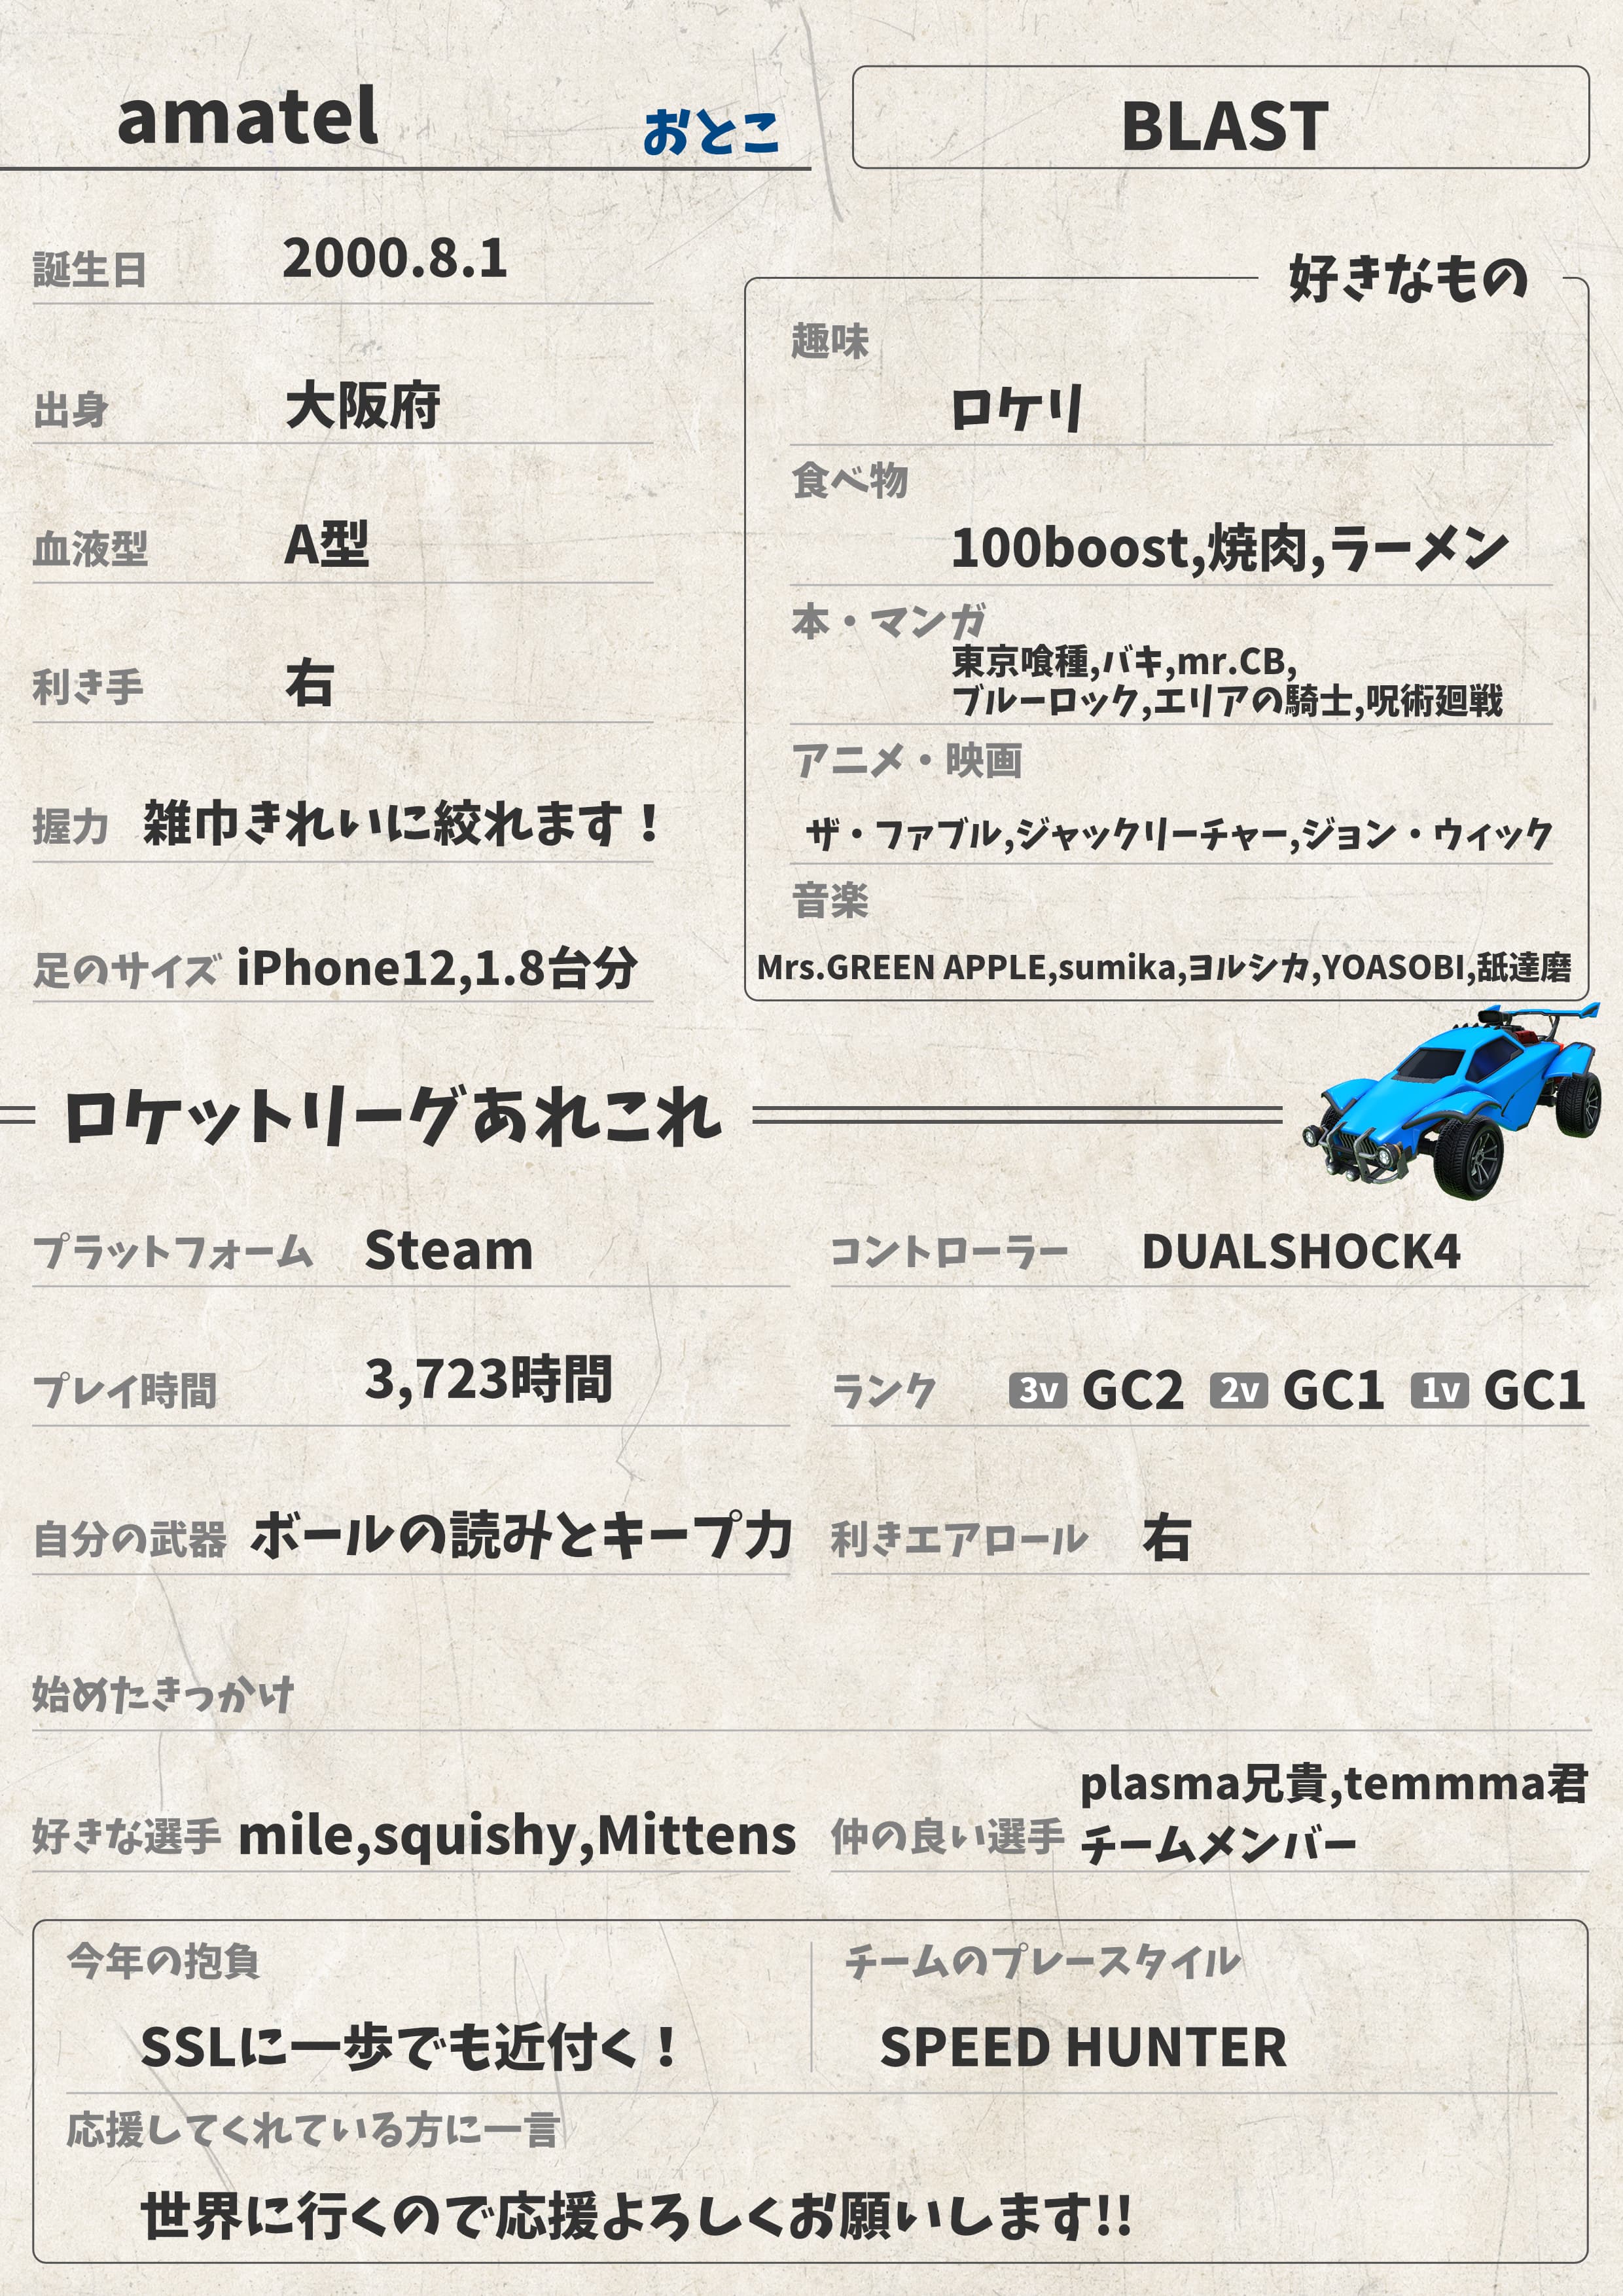 amatel
おとこ
BLAST
誕生日 2000.8.1
出身 大阪府
血液型 A型
利き手 右
握力 雑巾きれいに絞れます！
足のサイズ iPhone12,1.8台分
好きなもの
趣味
ロケリ
食べ物
100boost,焼肉,ラーメン
本・マンガ
東京喰種,バキ,mr.CB,
ブルーロック,エリアの騎士,呪術廻戦
アニメ・映画
ザ・ファブル,ジャックリーチャー,ジョン・ウィック
音楽
Mrs.GREEN APPLE,sumika,ヨルシカ,YOASOBI,舐達磨
ロケットリーグあれこれ
プラットフォーム Steam
コントローラー DUALSHOCK4
プレイ時間 3,723時間
ランク 3v GC2 2v GC1 1v GC1
自分の武器 ボールの読みとキープ力
利きエアロール 右
始めたきっかけ
好きな選手 mile,squishy,Mittens
仲の良い選手 plasma兄貴,temmma君
チームメンバー
今年の抱負
SSLに一歩でも近付く！
チームのプレースタイル
SPEED HUNTER
応援してくれている方に一言
世界に行くので応援よろしくお願いします!!